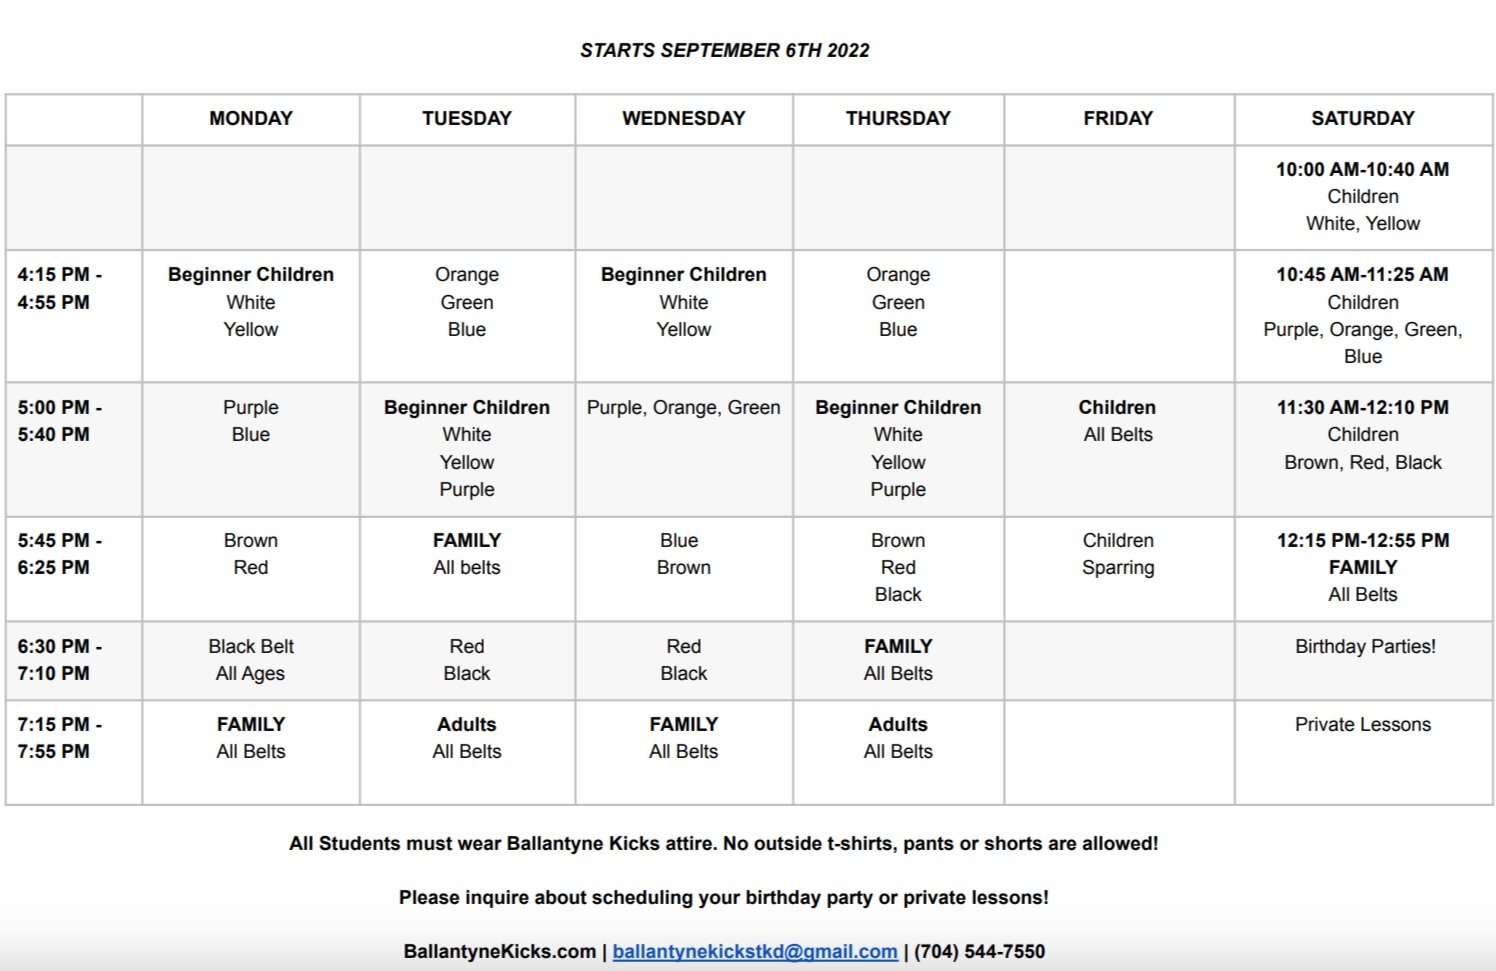 STARTS SEPTEMBER 6TH 2022
MONDAY TUESDAY WEDNESDAY THURSDAY FRIDAY SATURDAY
10:00 AM-10:40 AM
Children
White, Yellow
4:15 PM -
4:55 PM
Beginner Children
White
Yellow
Orange
Green
Blue
Beginner Children
White
Yellow
Orange
Green
Blue
10:45 AM-11:25 AM
Children
Purple, Orange, Green,
Blue
5:00 PM -
5:40 PM
Purple
Blue
Beginner Children
White
Yellow
Purple
Purple, Orange, Green
Beginner Children
White
Yellow
Purple
Children
All Belts
11:30 AM-12:10 PM
Children
Brown, Red, Black
5:45 PM -
6:25 PM
Brown
Red
FAMILY
All belts
Blue
Brown
Brown
Red
Black
Children
Sparring
12:15 PM-12:55 PM
FAMILY
All Belts
6:30 PM -
7:10 PM
Black Belt
All Ages
Red
Black
Red
Black
FAMILY
All Belts
Birthday Parties!
7:15 PM -
7:55 PM
FAMILY
All Belts
Adults
All Belts
FAMILY
All Belts
Adults
All Belts
Private Lessons
All Students must wear Ballantyne Kicks attire. No outside t-shirts, pants or shorts are allowed!
Please inquire about scheduling your birthday party or private lessons!
BallantyneKicks.com | ballantynekickstkd@gmail.com | (704) 544-7550